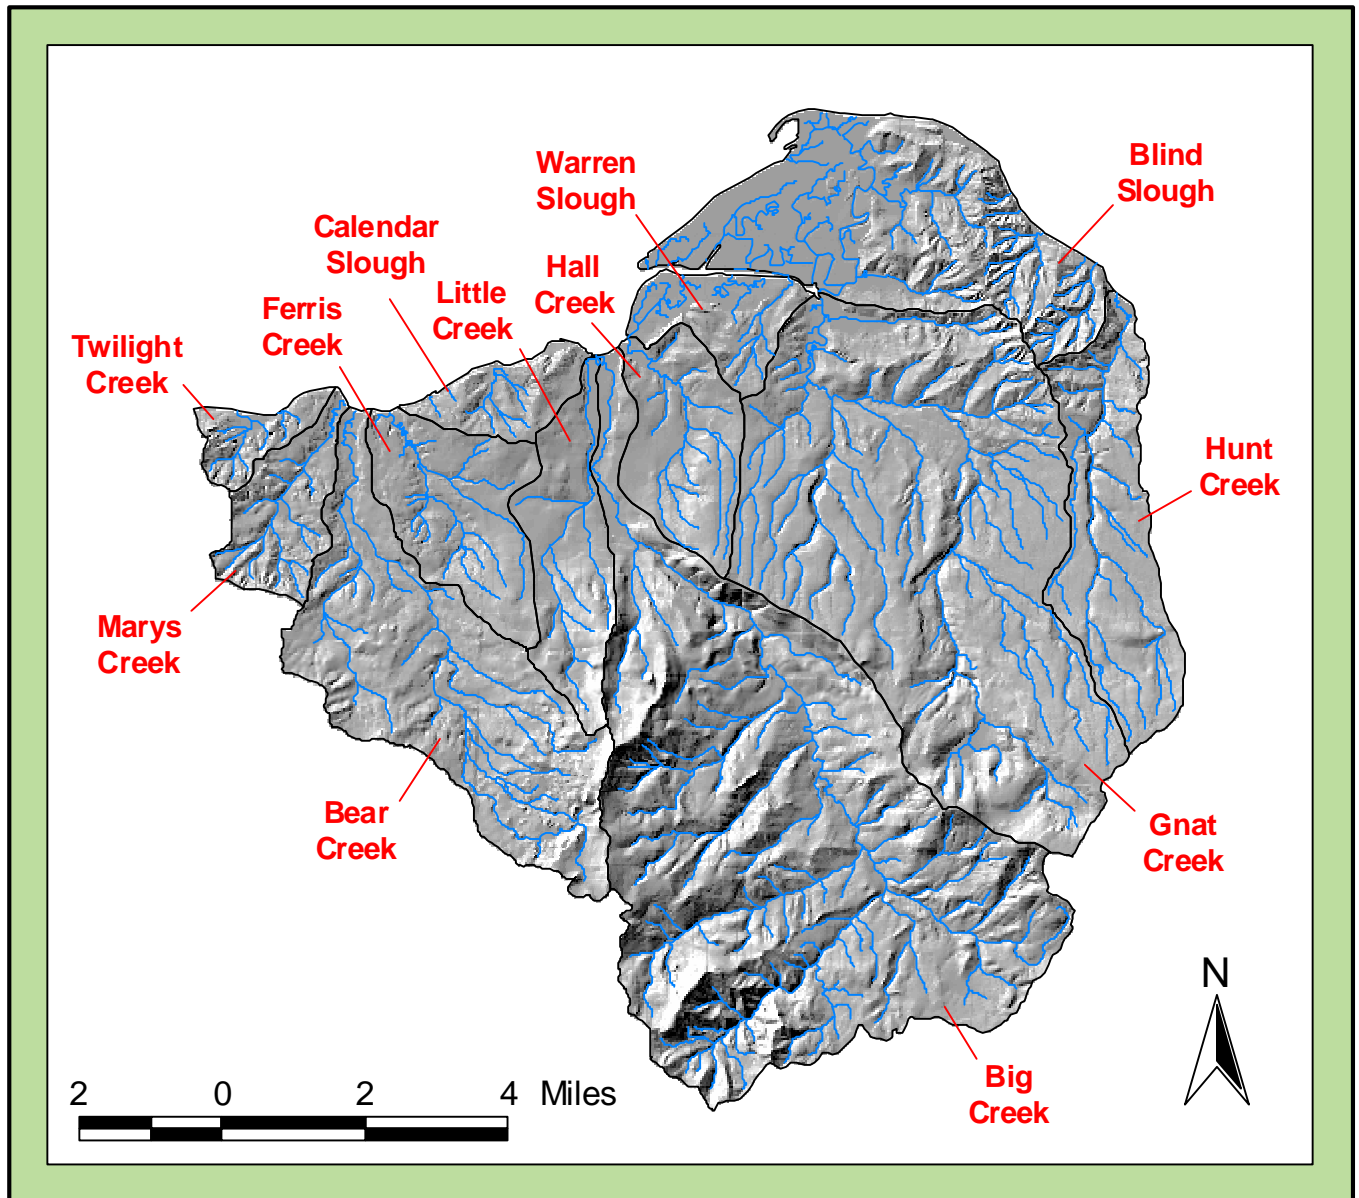 Warren
Slough
Blind
Slough
Calendar
Slough
Hall
Creek
Little
Creek
Ferris
Creek
Twilight
Creek
Hunt
Creek
Marys
Creek
Bear
Creek
Gnat
Creek
Big
Creek
N
2 0 2 4 Miles